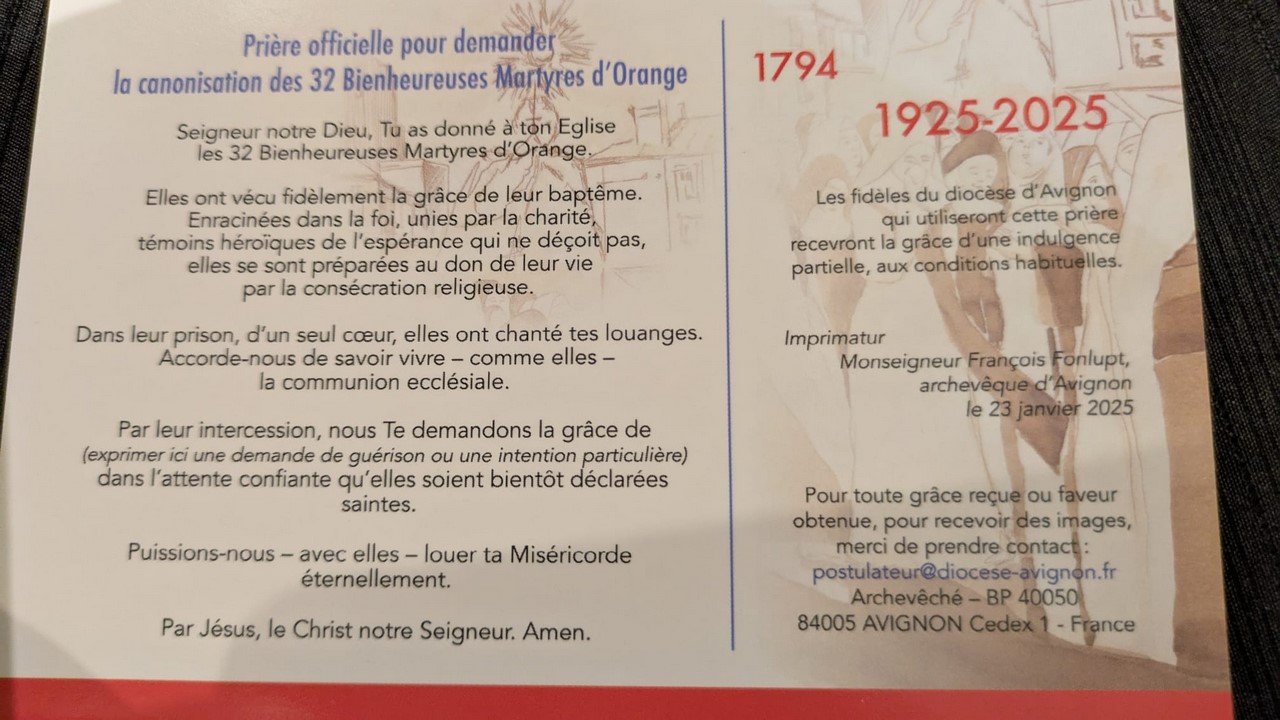 Prière officielle pour demander
la canonisation des 32 Bienheureuses Martyres d'Orange
Seigneur notre Dieu, Tu as donné à ton Eglise
les 32 Bienheureuses Martyres d'Orange.
Elles ont vécu fidèlement la grâce de leur baptême.
Enracinées dans la foi, unies par la charité,
témoins héroïques de l'espérance qui ne déçoit pas,
elles se sont préparées au don de leur vie
par la consécration religieuse.
Dans leur prison, d'un seul cœur, elles ont chanté tes louanges.
Accorde-nous de savoir vivre – comme elles –
la communion ecclésiale.
Par leur intercession, nous Te demandons la grâce de
(exprimer ici une demande de guérison ou une intention particulière)
dans l'attente confiante qu'elles soient bientôt déclarées
saintes.
Puissions-nous – avec elles – louer ta Miséricorde
éternellement.
Par Jésus, le Christ notre Seigneur. Amen.
1794
1925-2025
Les fidèles du diocèse d'Avignon
qui utiliseront cette prière
recevront la grâce d'une indulgence
partielle, aux conditions habituelles.
Imprimatur
Monseigneur François Fonlupt,
archevêque d'Avignon
le 23 janvier 2025
Pour toute grâce reçue ou faveur
obtenue, pour recevoir des images,
merci de prendre contact :
postulateur@diocese-avignon.fr
Archevêché – BP 40050
84005 AVIGNON Cedex 1 - France